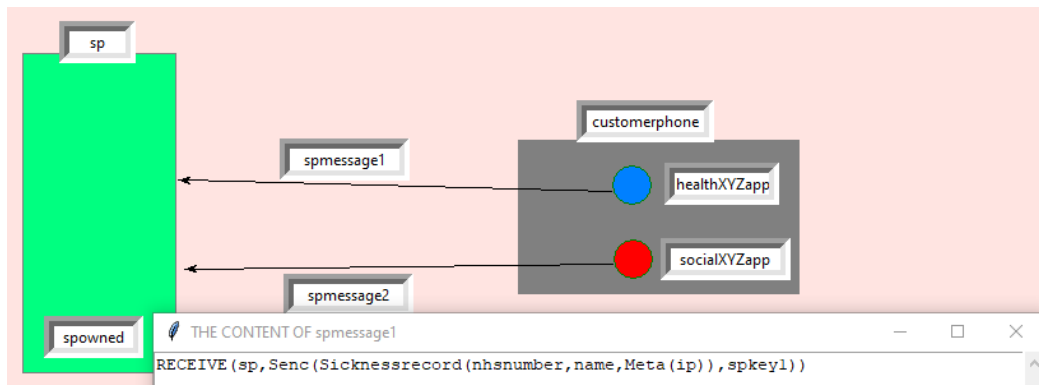 sp
customerphone
spmessage1
healthXYZapp
socialXYZapp
spmessage2
spowned
THE CONTENT OF spmessage1
RECEIVE(sp,Senc(Sicknessrecord(nhsnumber,name,Meta(ip)),spkey1))